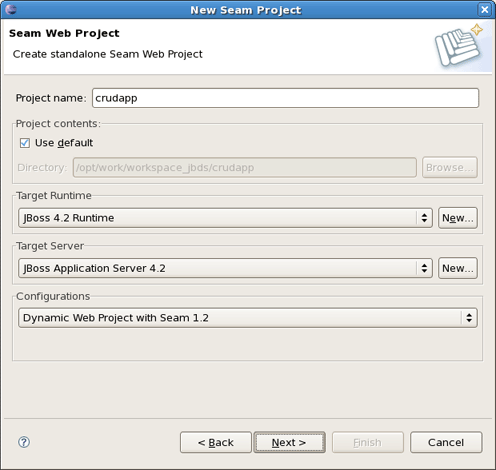 New Seam Project
Seam Web Project
Create standalone Seam Web Project
Project name: crudapp
Project contents:
Use default
Directory: /opt/work/workspace_jbds/crudapp Browse...
Target Runtime
JBoss 4.2 Runtime New...
Target Server
JBoss Application Server 4.2 New...
Configurations
Dynamic Web Project with Seam 1.2
? < Back Next > Finish Cancel